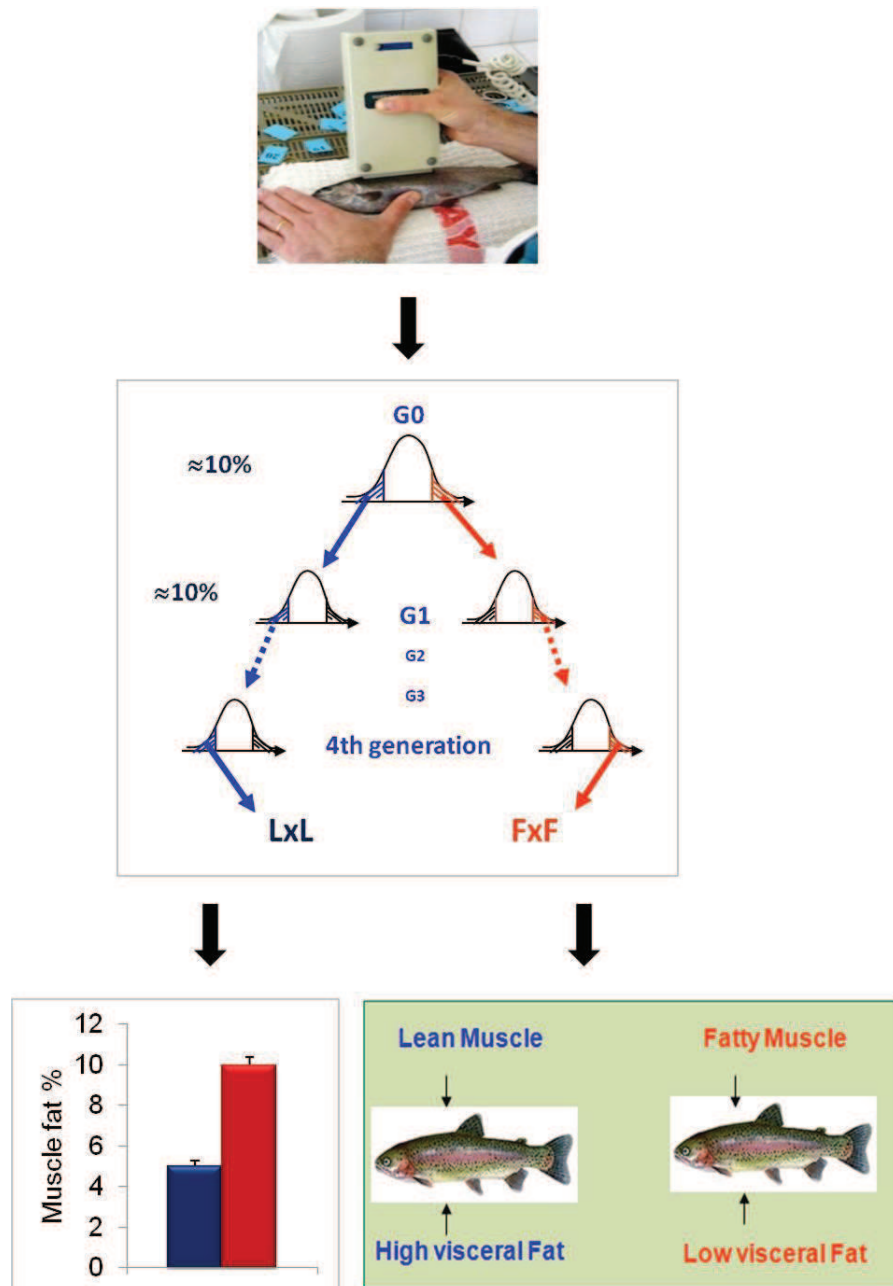 AY
G0
≈10%
≈10%
G1
G2
G3
4th generation
LxL
FxF
Muscle fat %
12
10
8
6
4
2
0
Lean Muscle
Fatty Muscle
High visceral Fat
Low visceral Fat